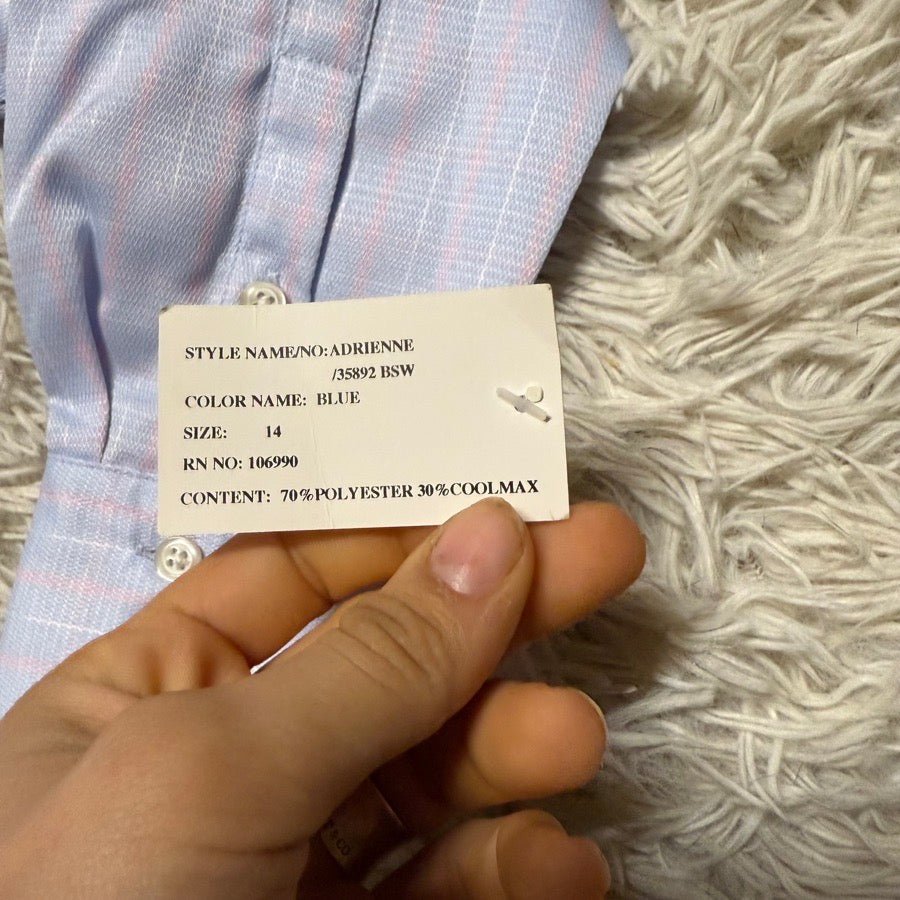 STYLE NAME/NO: ADRIENNE
/35892 BSW
COLOR NAME: BLUE
SIZE: 14
RN NO: 106990
CONTENT: 70%POLYESTER 30%COOLMAX
& CO